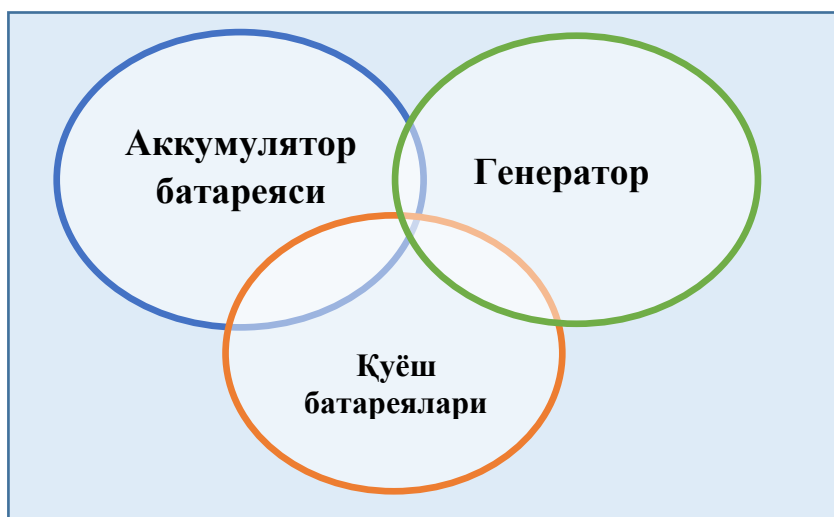 Аккумулятор
батареяси
Генератор
Қуёш
батареялари